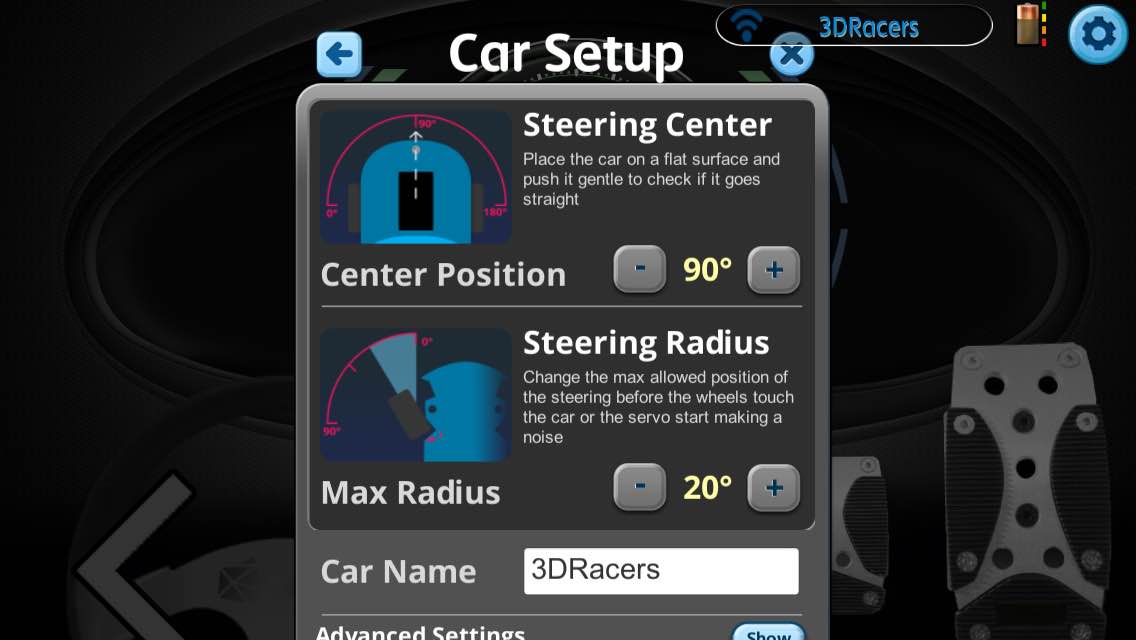 3DRacers
Car Setup
90°
0°
180°
Steering Center
Place the car on a flat surface and
push it gentle to check if it goes
straight
Center Position
-
90°
+
0°
90°
Steering Radius
Change the max allowed position of
the steering before the wheels touch
the car or the servo start making a
noise
Max Radius
-
20°
+
Car Name
3DRacers
Advanced Settings
Show